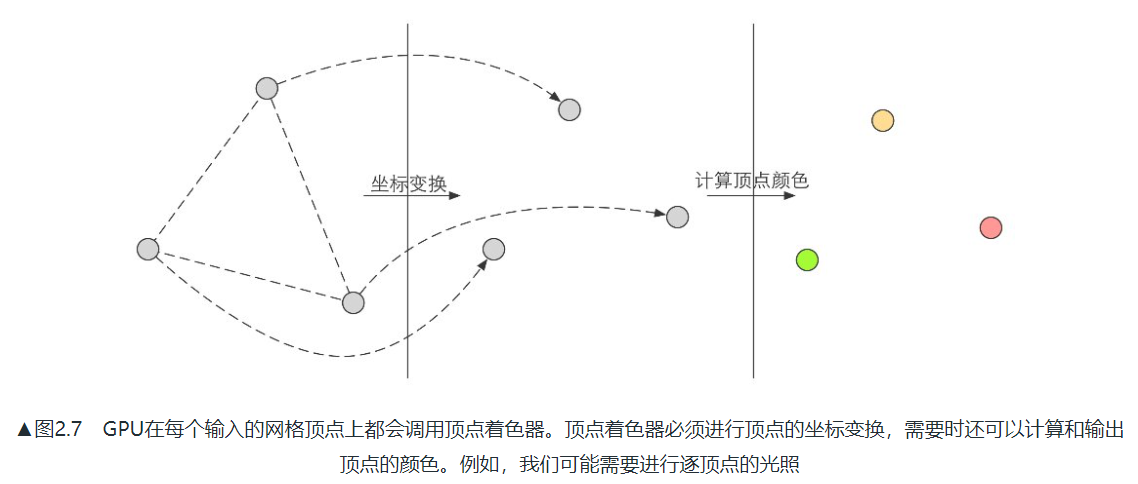 坐标变换
计算顶点颜色
▲图2.7 GPU在每个输入的网格顶点上都会调用顶点着色器。顶点着色器必须进行顶点的坐标变换，需要时还可以计算和输出
顶点的颜色。例如，我们可能需要进行逐顶点的光照